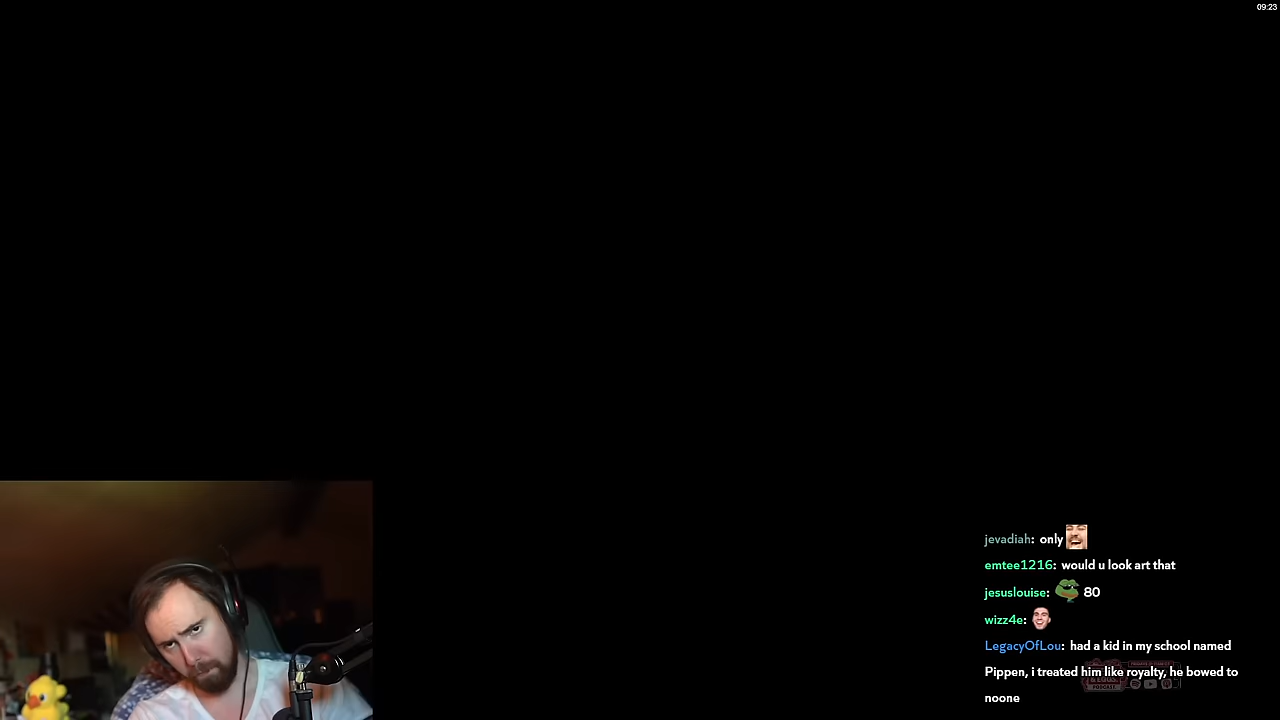 09:23
jevadiah: only
emtee1216: would u look art that
jesuslouise: 80
wizz4e:
LegacyOfLou: had a kid in my school named
Pippen, i treated him like royalty, he bowed to
noone